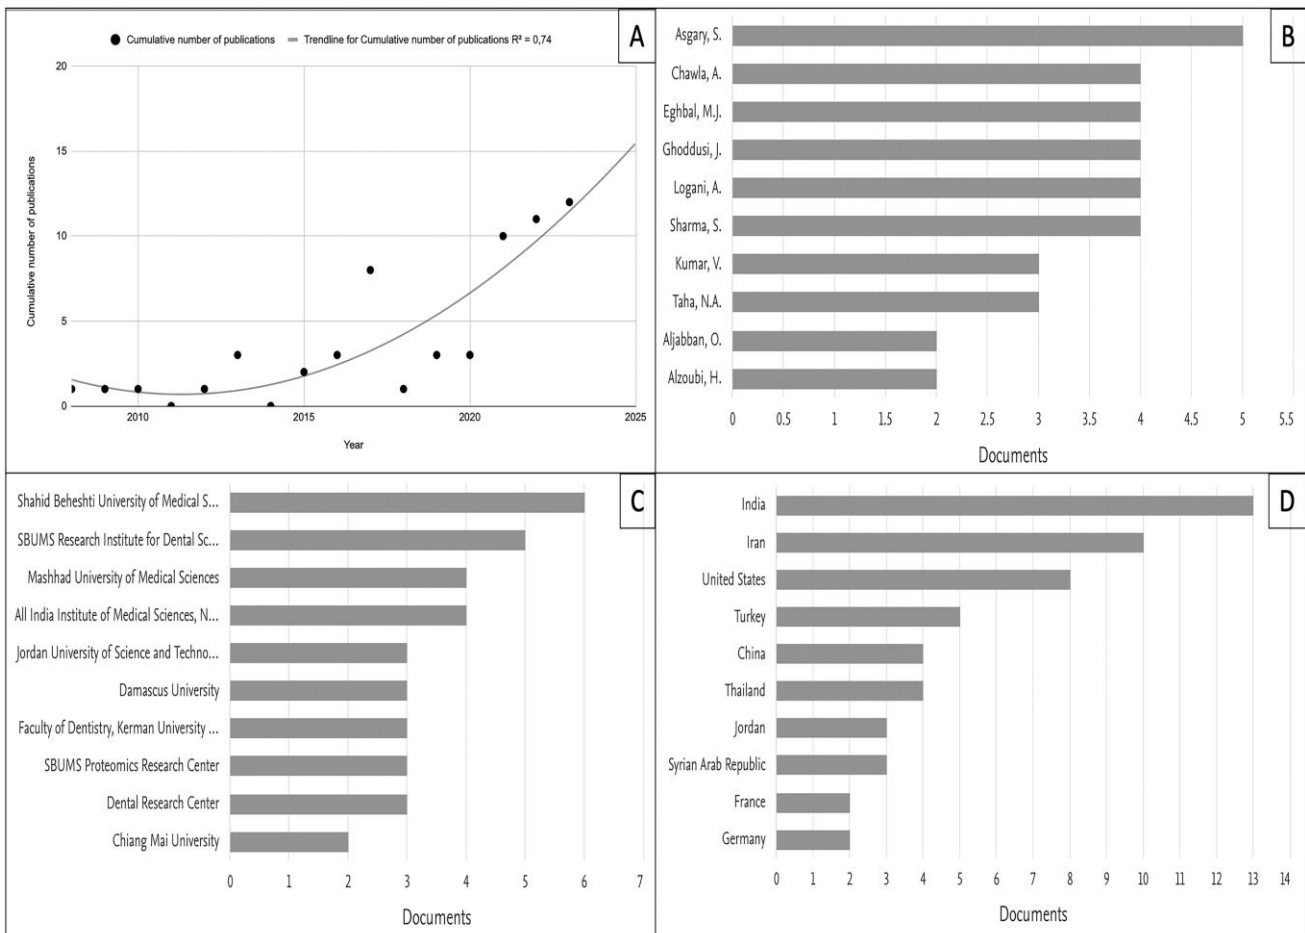 Cumulative number of publications
Trendline for Cumulative number of publications R² = 0,74
A
20
15
10
5
0
Cumulative number of publications
2010
2015
2020
2025
Year
B
Asgary, S.
Chawla, A.
Eghbal, M.J.
Ghoddusi, J.
Logani, A.
Sharma, S.
Kumar, V.
Taha, N.A.
Aljabban, O.
Alzoubi, H.
0 0.5 1 1.5 2 2.5 3 3.5 4 4.5 5 5.5
Documents
C
Shahid Beheshti University of Medical S...
SBUMS Research Institute for Dental Sc...
Mashhad University of Medical Sciences
All India Institute of Medical Sciences, N...
Jordan University of Science and Techno...
Damascus University
Faculty of Dentistry, Kerman University ...
SBUMS Proteomics Research Center
Dental Research Center
Chiang Mai University
0 1 2 3 4 5 6 7
Documents
D
India
Iran
United States
Turkey
China
Thailand
Jordan
Syrian Arab Republic
France
Germany
0 1 2 3 4 5 6 7 8 9 10 11 12 13 14
Documents